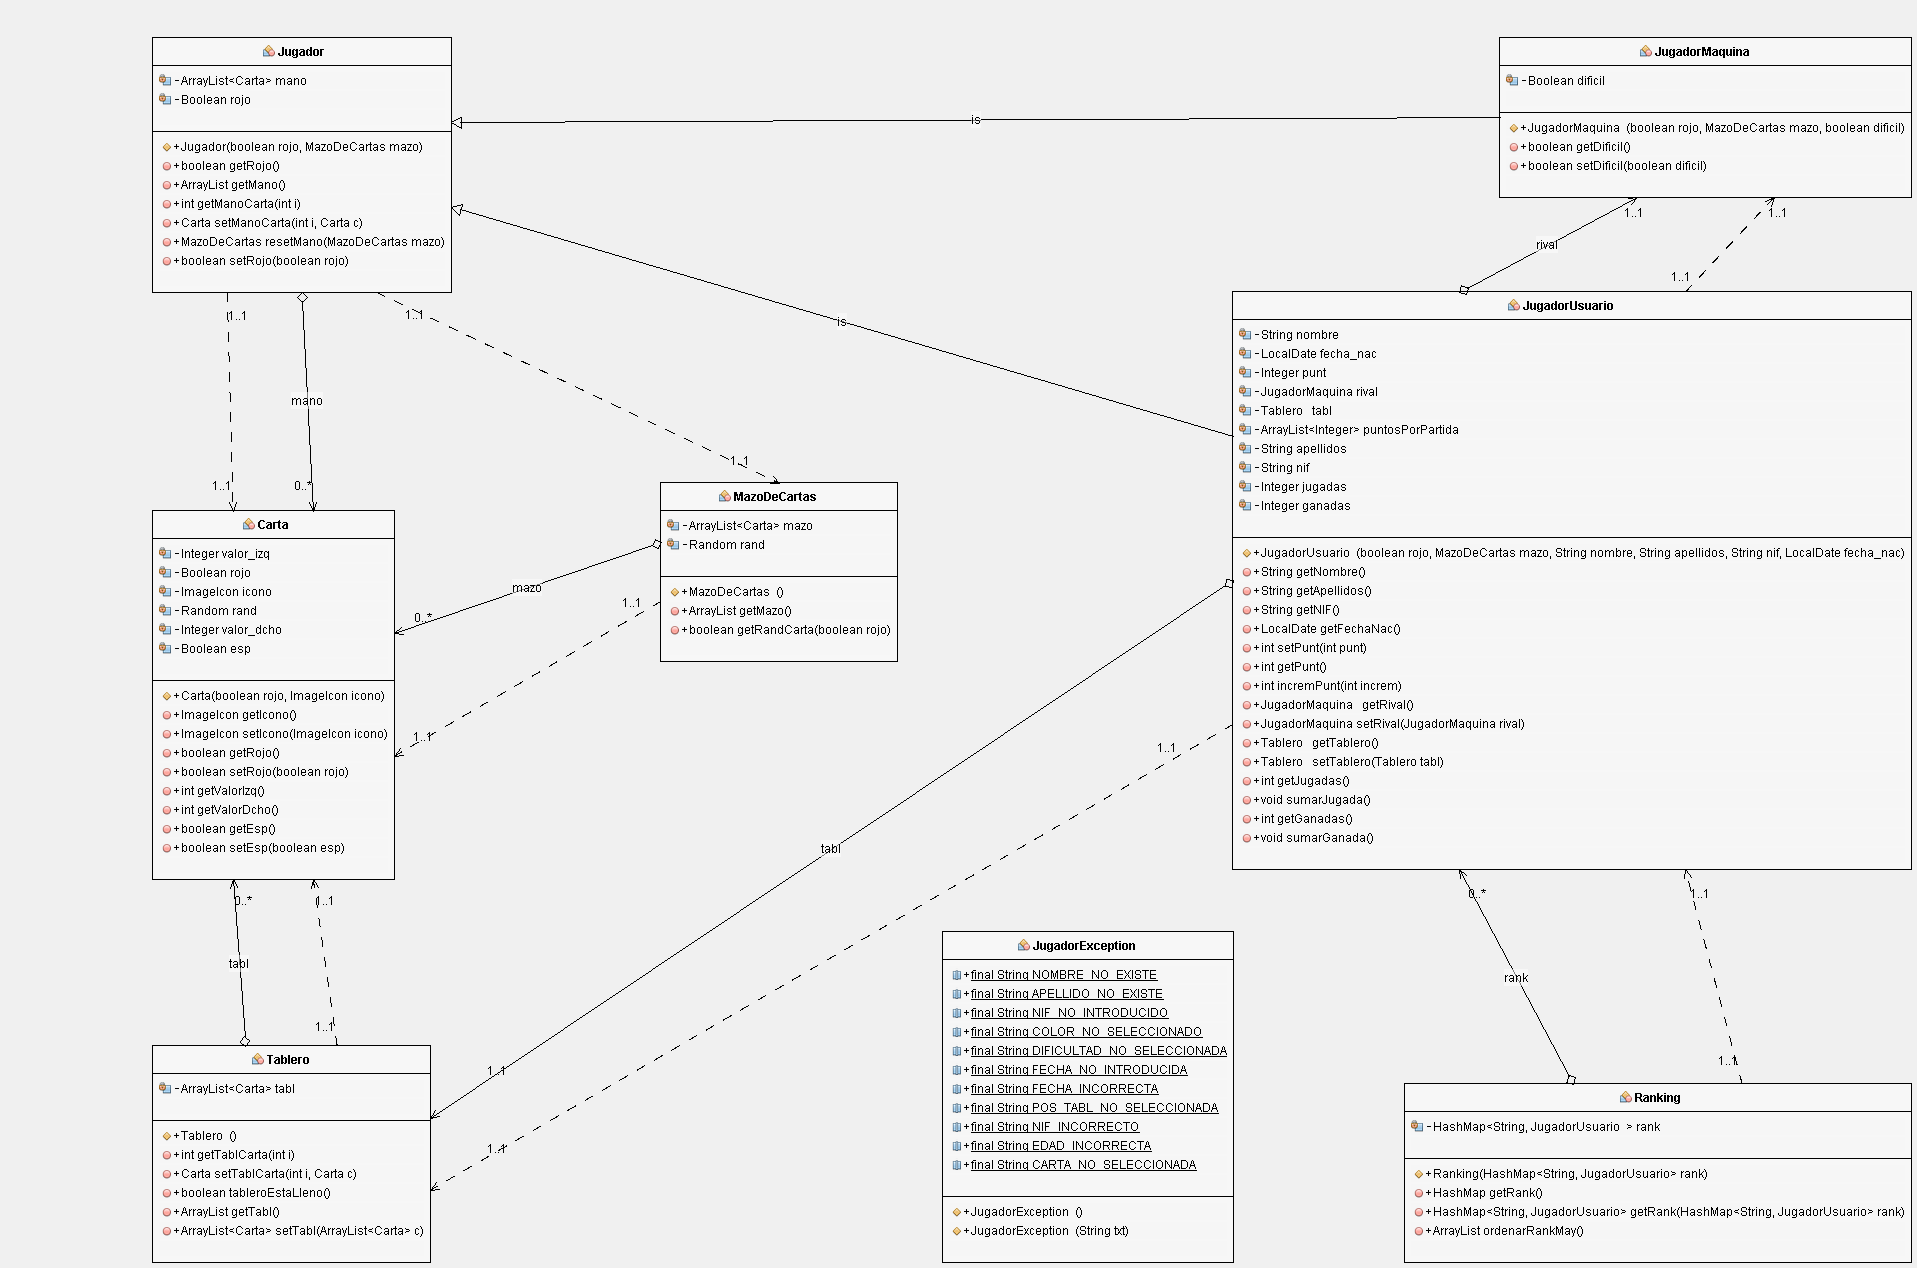 Jugador
-ArrayList<Carta> mano
-Boolean rojo
+Jugador(boolean rojo, MazoDeCartas mazo)
+boolean getRojo()
+ArrayList getMano()
+int getManoCarta(int i)
+Carta setManoCarta(int i, Carta c)
+MazoDeCartas resetMano(MazoDeCartas mazo)
+boolean setRojo(boolean rojo)
JugadorMaquina
-Boolean dificil
+JugadorMaquina (boolean rojo, MazoDeCartas mazo, boolean dificil)
+boolean getDificil()
+boolean setDificil(boolean dificil)
is
is
1..1
1..1
rival
1..1
1..1
1..1
mano
1..1
1..1
0..*
JugadorUsuario
-String nombre
-LocalDate fecha_nac
-Integer punt
-JugadorMaquina rival
-Tablero tabl
-ArrayList<Integer> puntosPorPartida
-String apellidos
-String nif
-Integer jugadas
-Integer ganadas
+JugadorUsuario (boolean rojo, MazoDeCartas mazo, String nombre, String apellidos, String nif, LocalDate fecha_nac)
+String getNombre()
+String getApellidos()
+String getNIF()
+LocalDate getFechaNac()
+int setPunt(int punt)
+int getPunt()
+int incremPunt(int increm)
+JugadorMaquina getRival()
+JugadorMaquina setRival(JugadorMaquina rival)
+Tablero getTablero()
+Tablero setTablero(Tablero tabl)
+int getJugadas()
+void sumarJugada()
+int getGanadas()
+void sumarGanada()
MazoDeCartas
-ArrayList<Carta> mazo
-Random rand
+MazoDeCartas ()
+ArrayList getMazo()
+boolean getRandCarta(boolean rojo)
Carta
-Integer valor_izq
-Boolean rojo
-ImageIcon icono
-Random rand
-Integer valor_dcho
-Boolean esp
+Carta(boolean rojo, ImageIcon icono)
+ImageIcon getIcono()
+ImageIcon setIcono(ImageIcon icono)
+boolean getRojo()
+boolean setRojo(boolean rojo)
+int getValorIzq()
+int getValorDcho()
+boolean getEsp()
+boolean setEsp(boolean esp)
mazo
0..*
1..1
1..1
1..1
tabl
0..*
1..1
tabl
1..1
1..1
1..1
0..*
1..1
rank
1..1
JugadorException
+final String NOMBRE_NO_EXISTE
+final String APELLIDO_NO_EXISTE
+final String NIF_NO_INTRODUCIDO
+final String COLOR_NO_SELECCIONADO
+final String DIFICULTAD_NO_SELECCIONADA
+final String FECHA_NO_INTRODUCIDA
+final String FECHA_INCORRECTA
+final String POS_TABL_NO_SELECCIONADA
+final String NIF_INCORRECTO
+final String EDAD_INCORRECTA
+final String CARTA_NO_SELECCIONADA
+JugadorException ()
+JugadorException (String txt)
Tablero
-ArrayList<Carta> tabl
+Tablero ()
+int getTablCarta(int i)
+Carta setTablCarta(int i, Carta c)
+boolean tableroEstaLleno()
+ArrayList getTabl()
+ArrayList<Carta> setTabl(ArrayList<Carta> c)
Ranking
-HashMap<String, JugadorUsuario > rank
+Ranking(HashMap<String, JugadorUsuario> rank)
+HashMap getRank()
+HashMap<String, JugadorUsuario> getRank(HashMap<String, JugadorUsuario> rank)
+ArrayList ordenarRankMay()